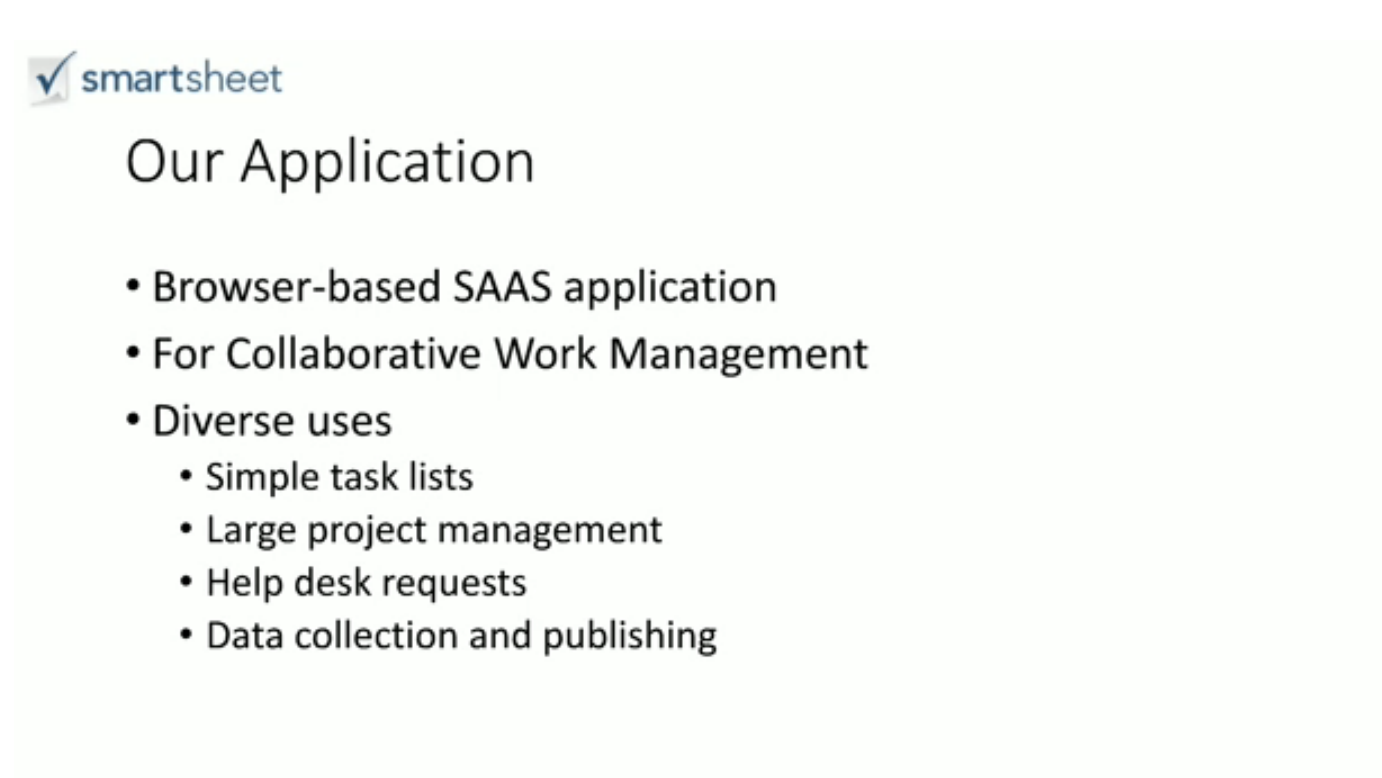 smartsheet
Our Application
• Browser-based SAAS application
• For Collaborative Work Management
• Diverse uses
• Simple task lists
• Large project management
• Help desk requests
• Data collection and publishing